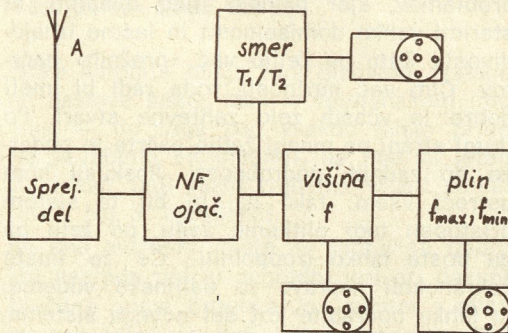 A
smer
T₁/T₂
Sprej.
del
NF
ojač.
višina
f
plin
fmax, fmin